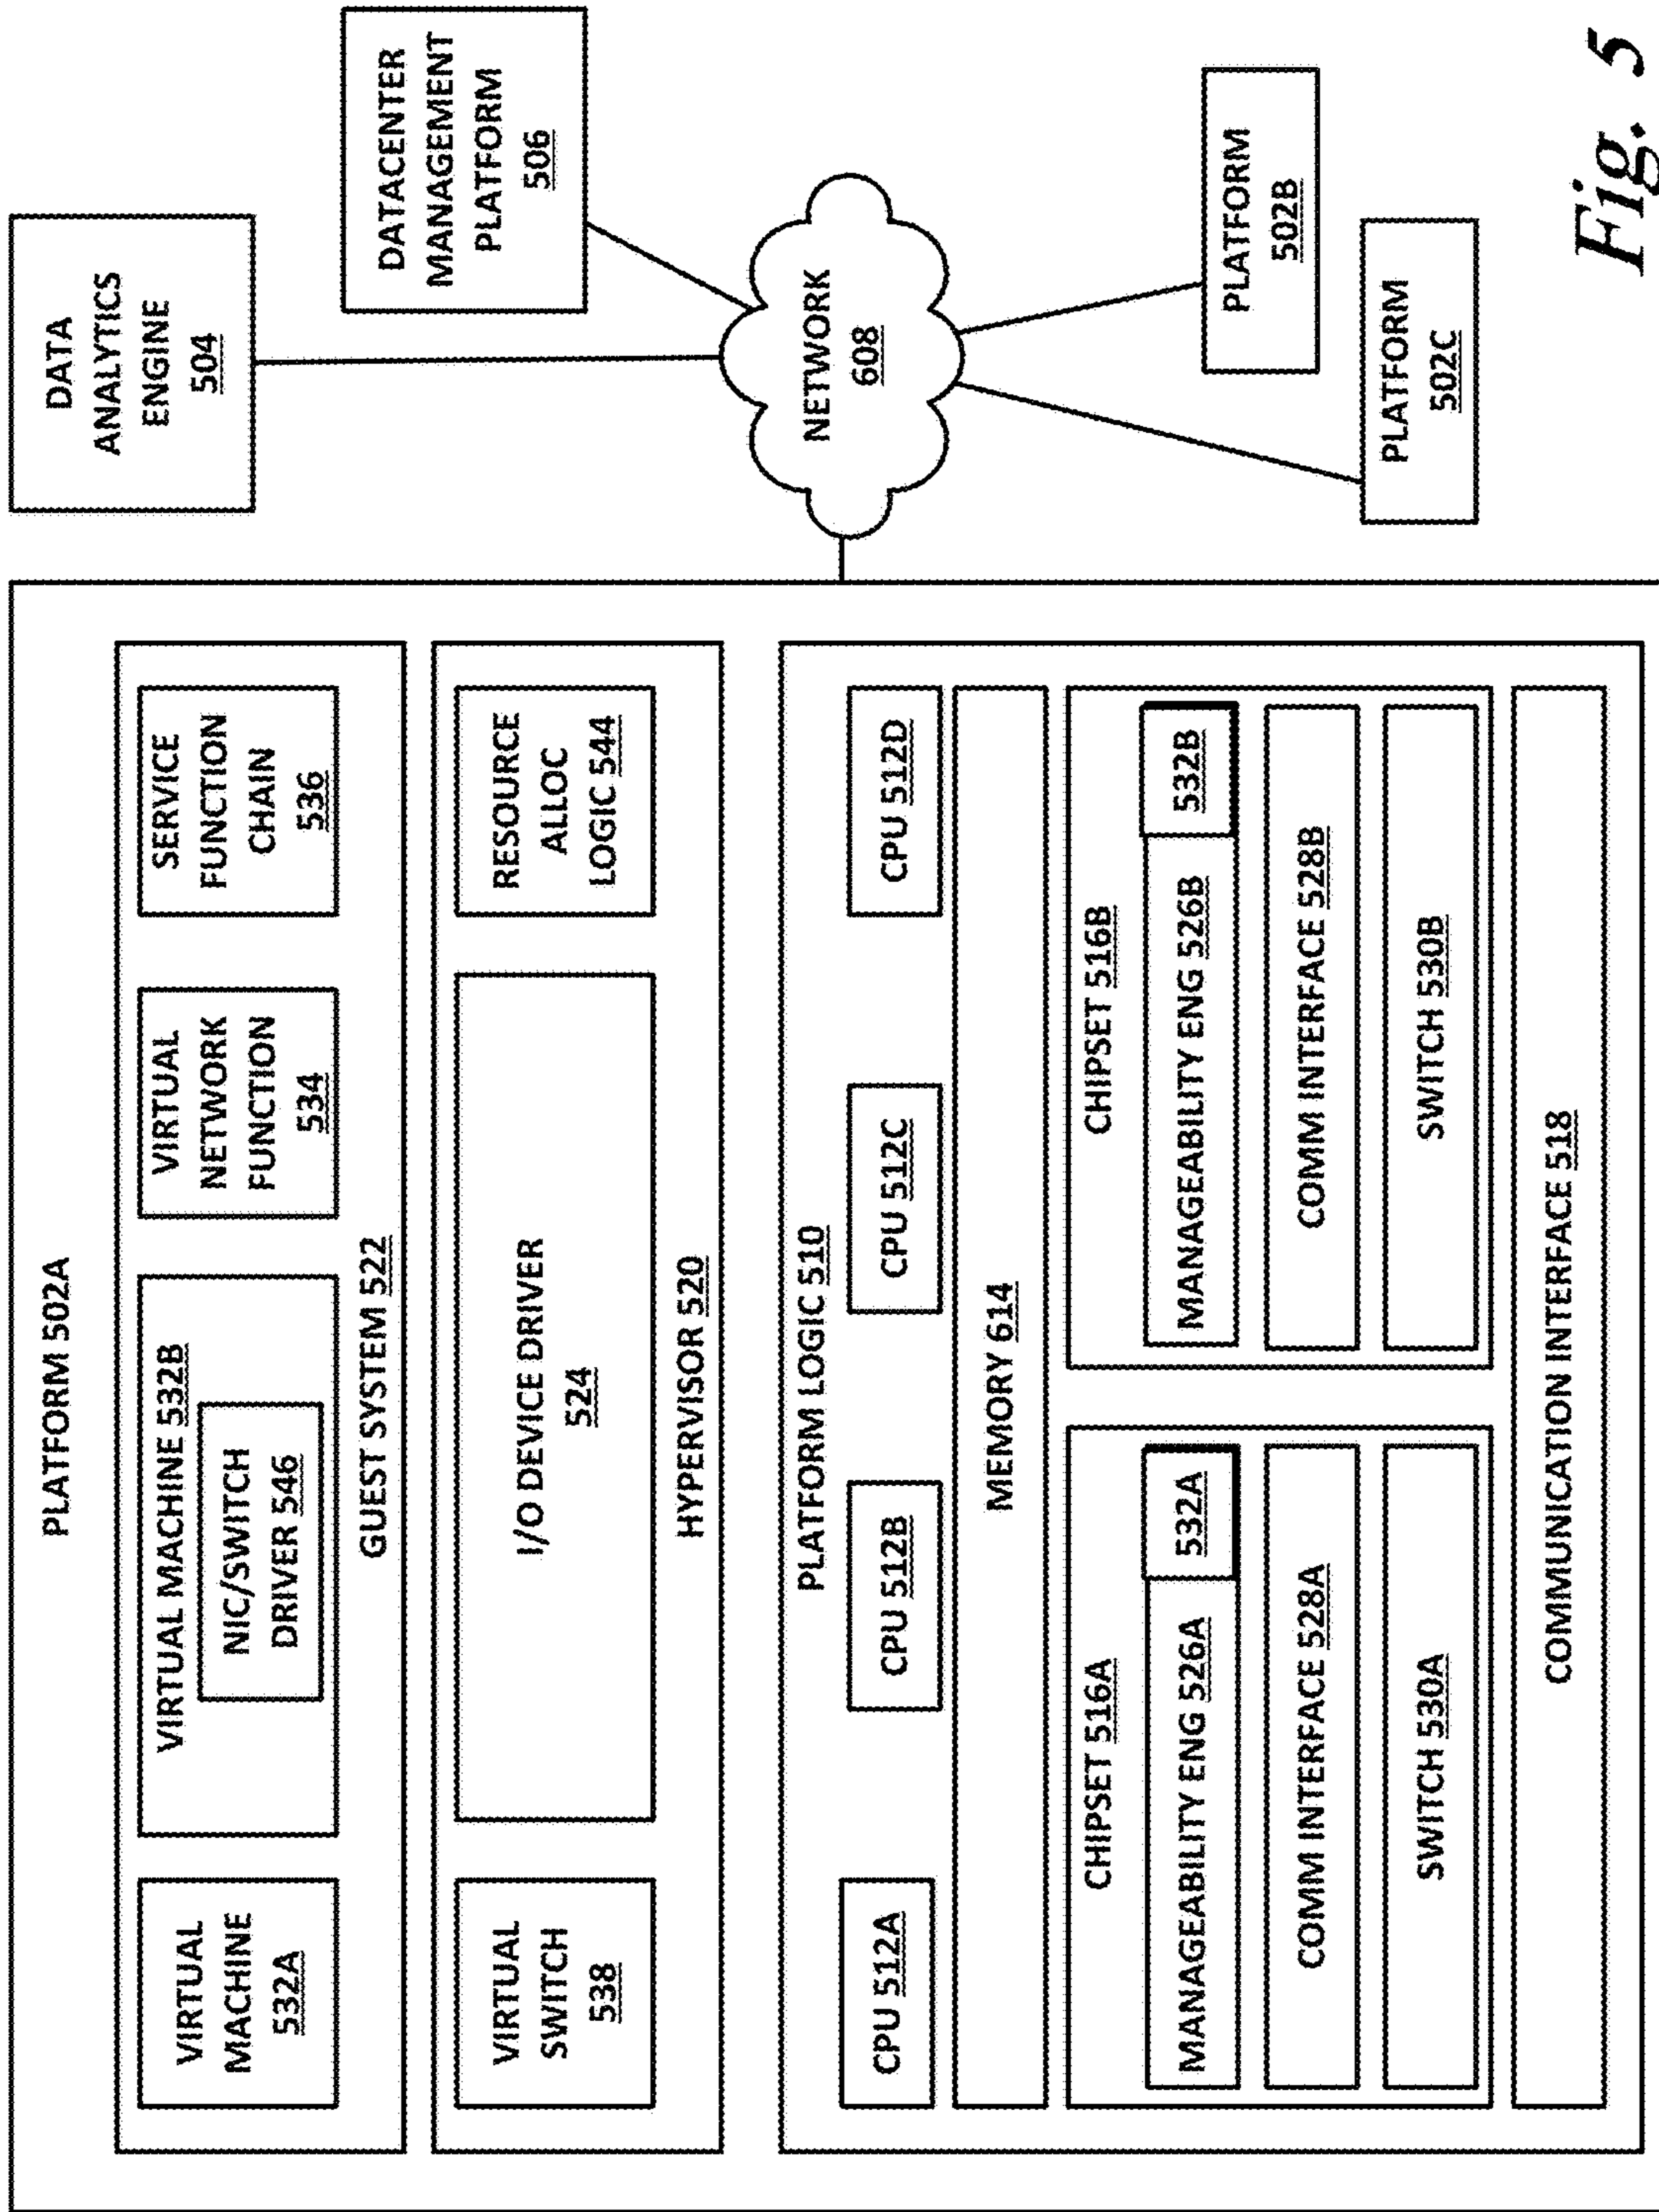 PLATFORM 502A
VIRTUAL
MACHINE
532A
VIRTUAL MACHINE 532B
NIC/SWITCH
DRIVER 546
VIRTUAL
NETWORK
FUNCTION
534
SERVICE
FUNCTION
CHAIN
536
GUEST SYSTEM 522
VIRTUAL
SWITCH
538
I/O DEVICE DRIVER
524
RESOURCE
ALLOC
LOGIC 544
HYPERVISOR 520
PLATFORM LOGIC 510
CPU 512A
CPU 512B
CPU 512C
CPU 512D
MEMORY 614
CHIPSET 516A
MANAGEABILITY ENG 526A
532A
COMM INTERFACE 528A
SWITCH 530A
CHIPSET 516B
MANAGEABILITY ENG 526B
532B
COMM INTERFACE 528B
SWITCH 530B
COMMUNICATION INTERFACE 518
DATA
ANALYTICS
ENGINE
504
DATACENTER
MANAGEMENT
PLATFORM
506
NETWORK
608
PLATFORM
502B
PLATFORM
502C
Fig. 5